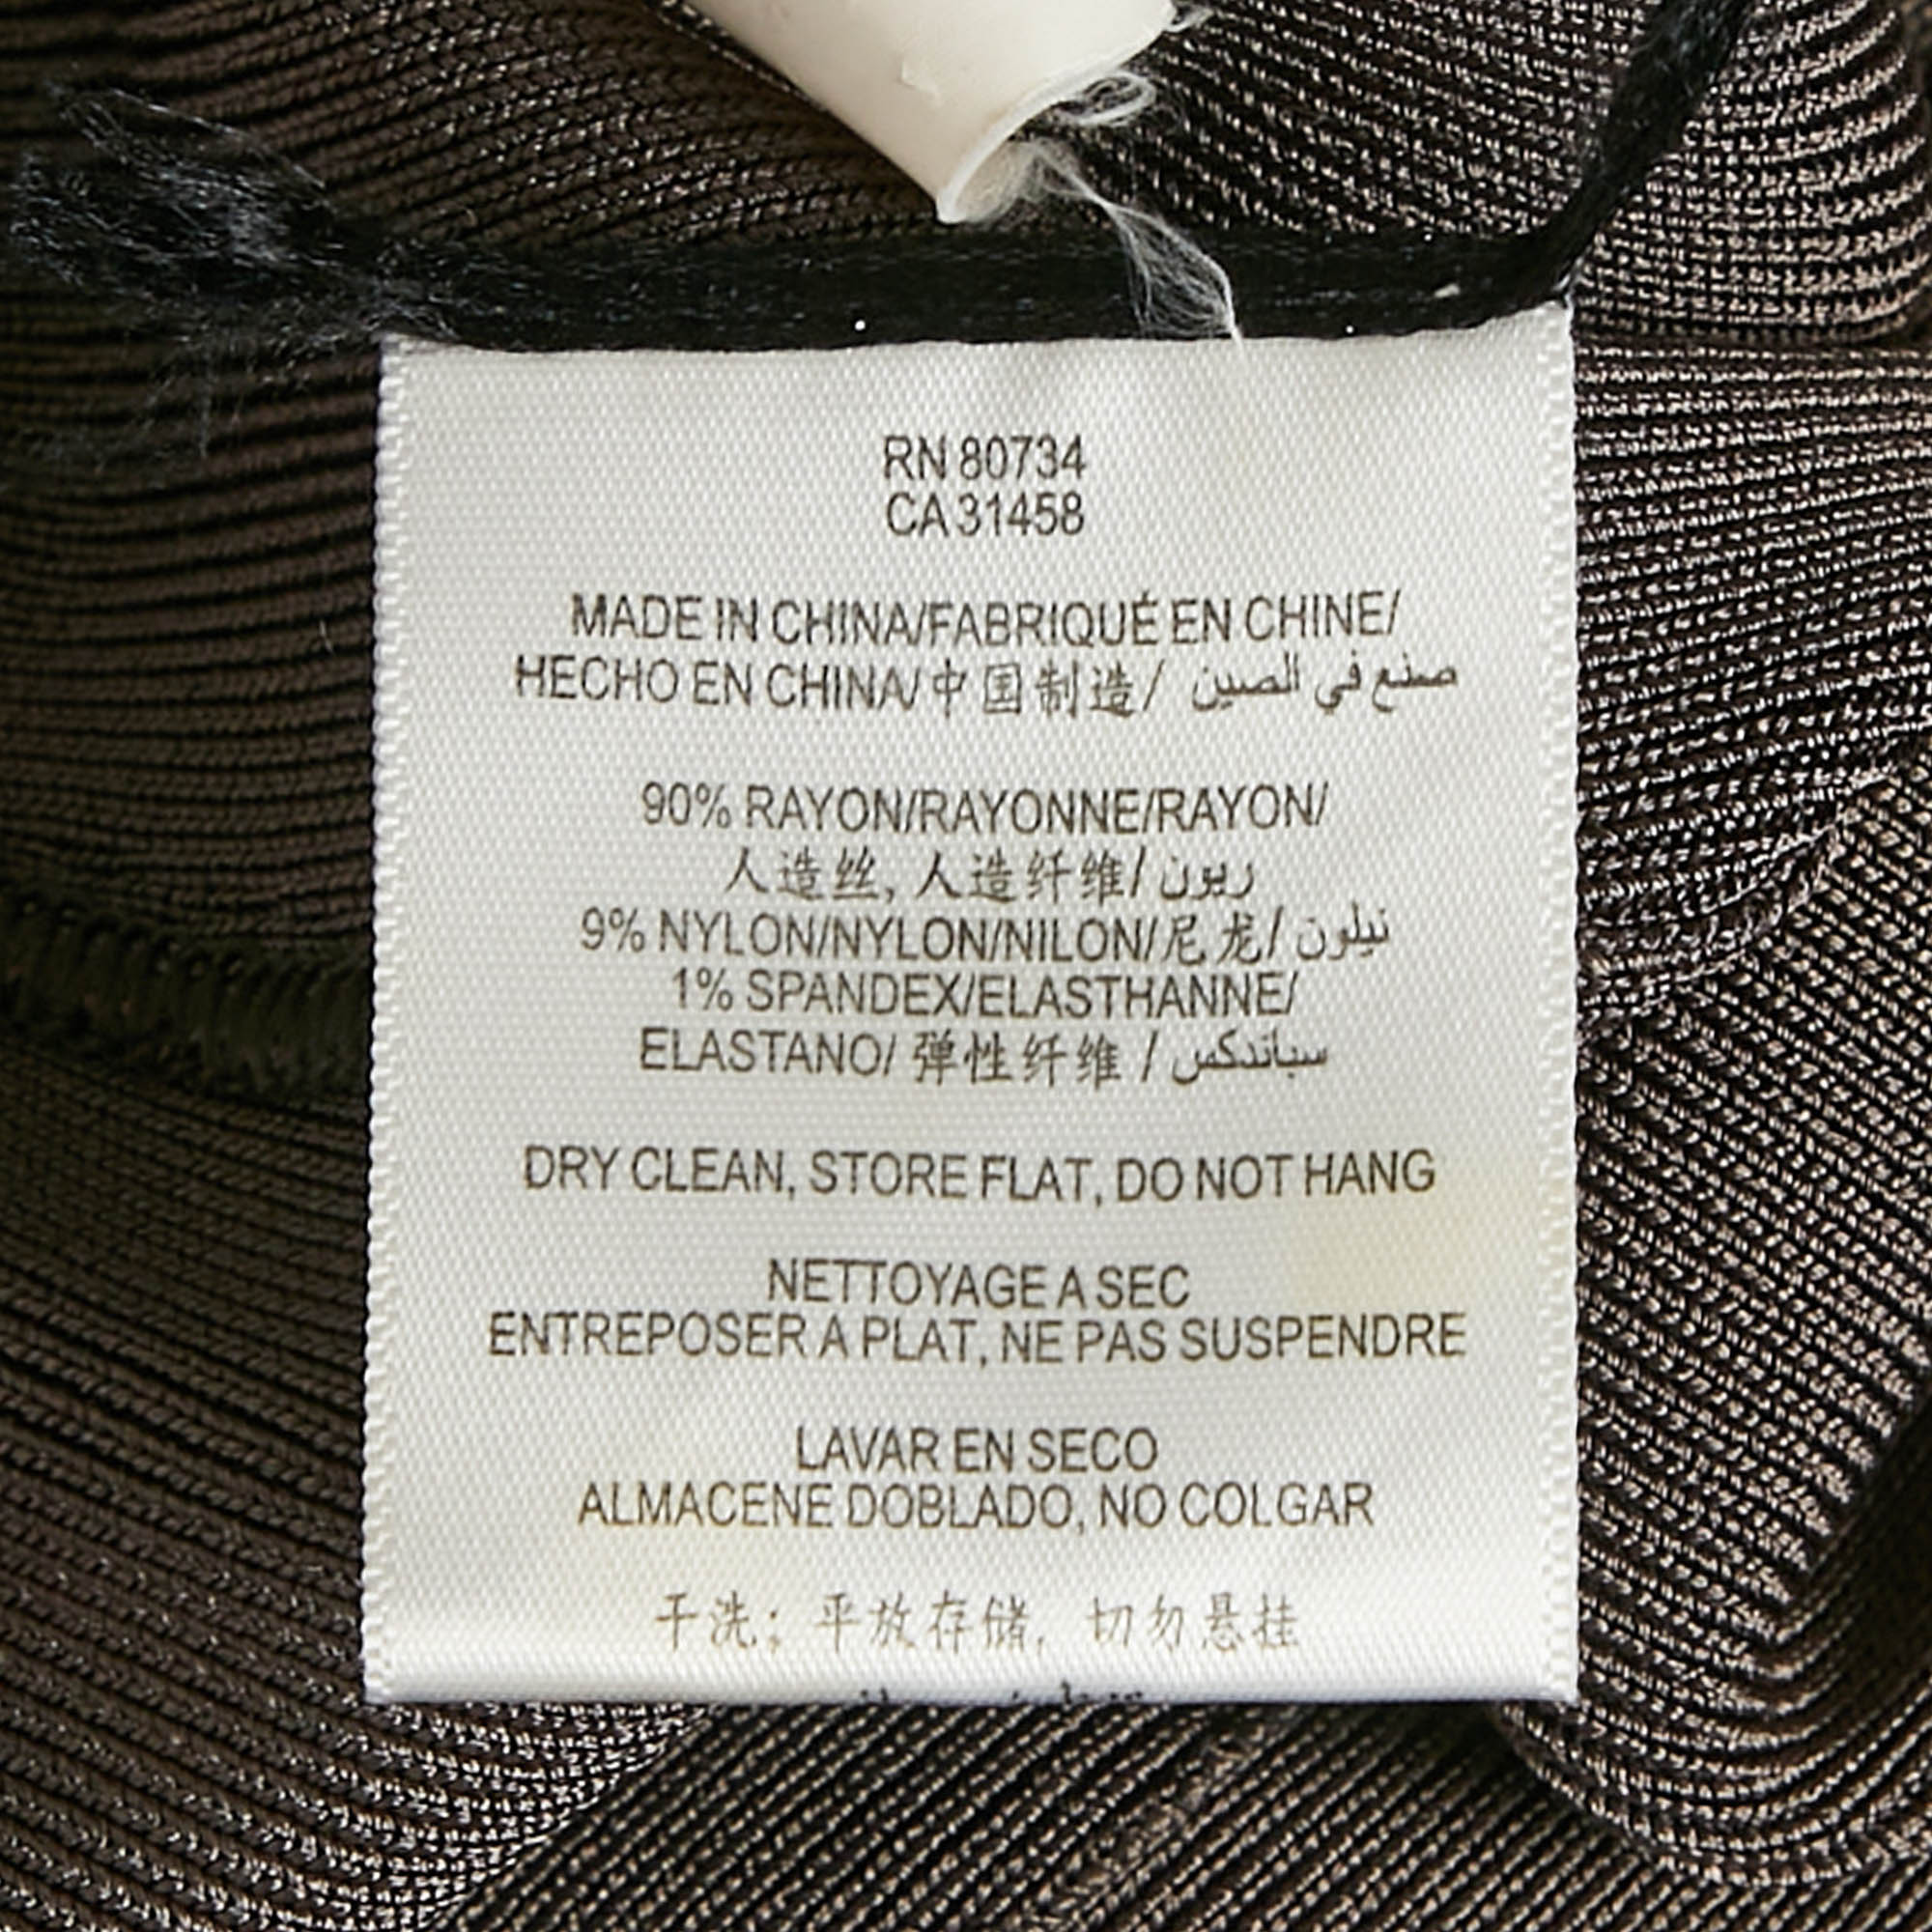 RN 80734
CA 31458
MADE IN CHINA/FABRIQUÉ EN CHINE/
HECHO EN CHINA/ 中国制造/ صنع في الصين
90% RAYON/RAYONNE/RAYON/
人造丝, 人造纤维/ ريون
9% NYLON/NYLON/NILON/尼龙/ نيلون
1% SPANDEX/ELASTHANNE/
ELASTANO/ 弹性纤维 / سباندكس
DRY CLEAN, STORE FLAT, DO NOT HANG
NETTOYAGE A SEC
ENTREPOSER A PLAT, NE PAS SUSPENDRE
LAVAR EN SECO
ALMACENE DOBLADO, NO COLGAR
干洗; 平放存储, 切勿悬挂